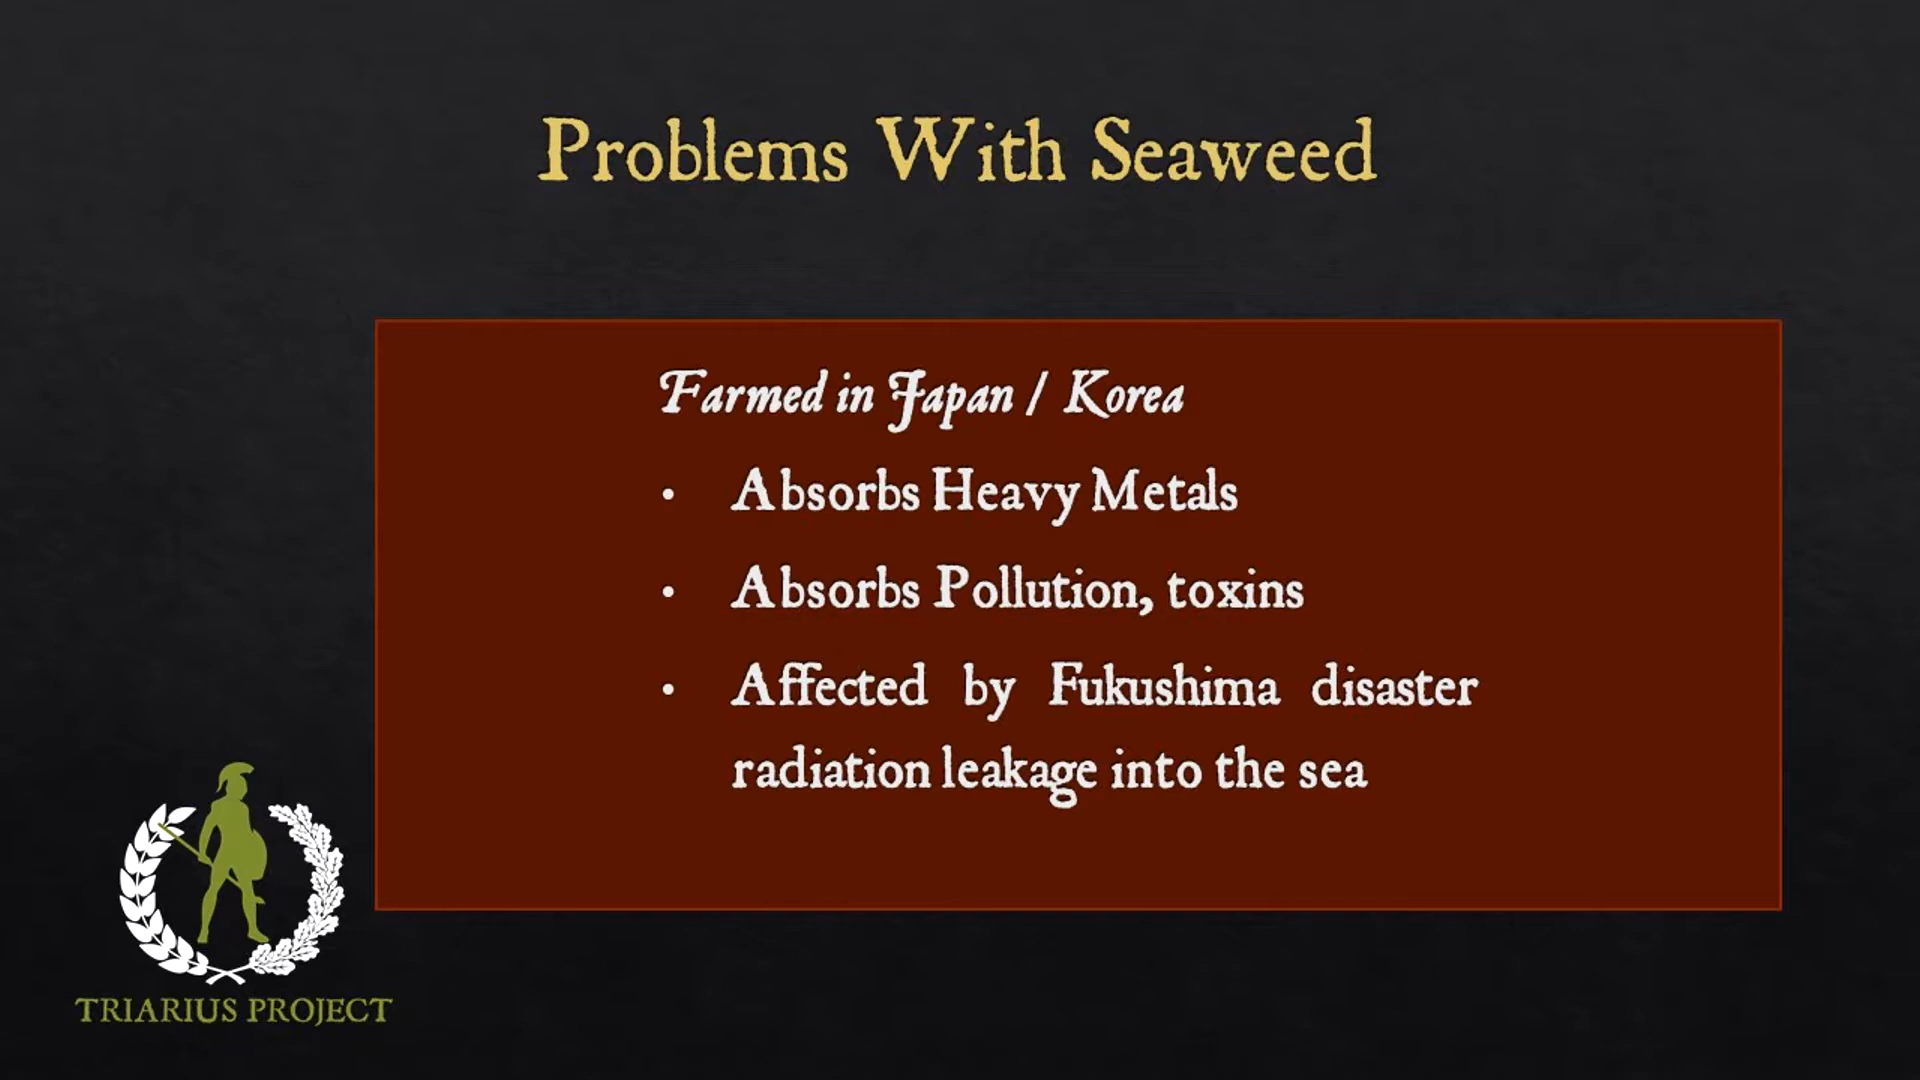 Problems With Seaweed
Farmed in Japan / Korea
• Absorbs Heavy Metals
• Absorbs Pollution, toxins
• Affected by Fukushima disaster
radiation leakage into the sea
TRIARIUS PROJECT